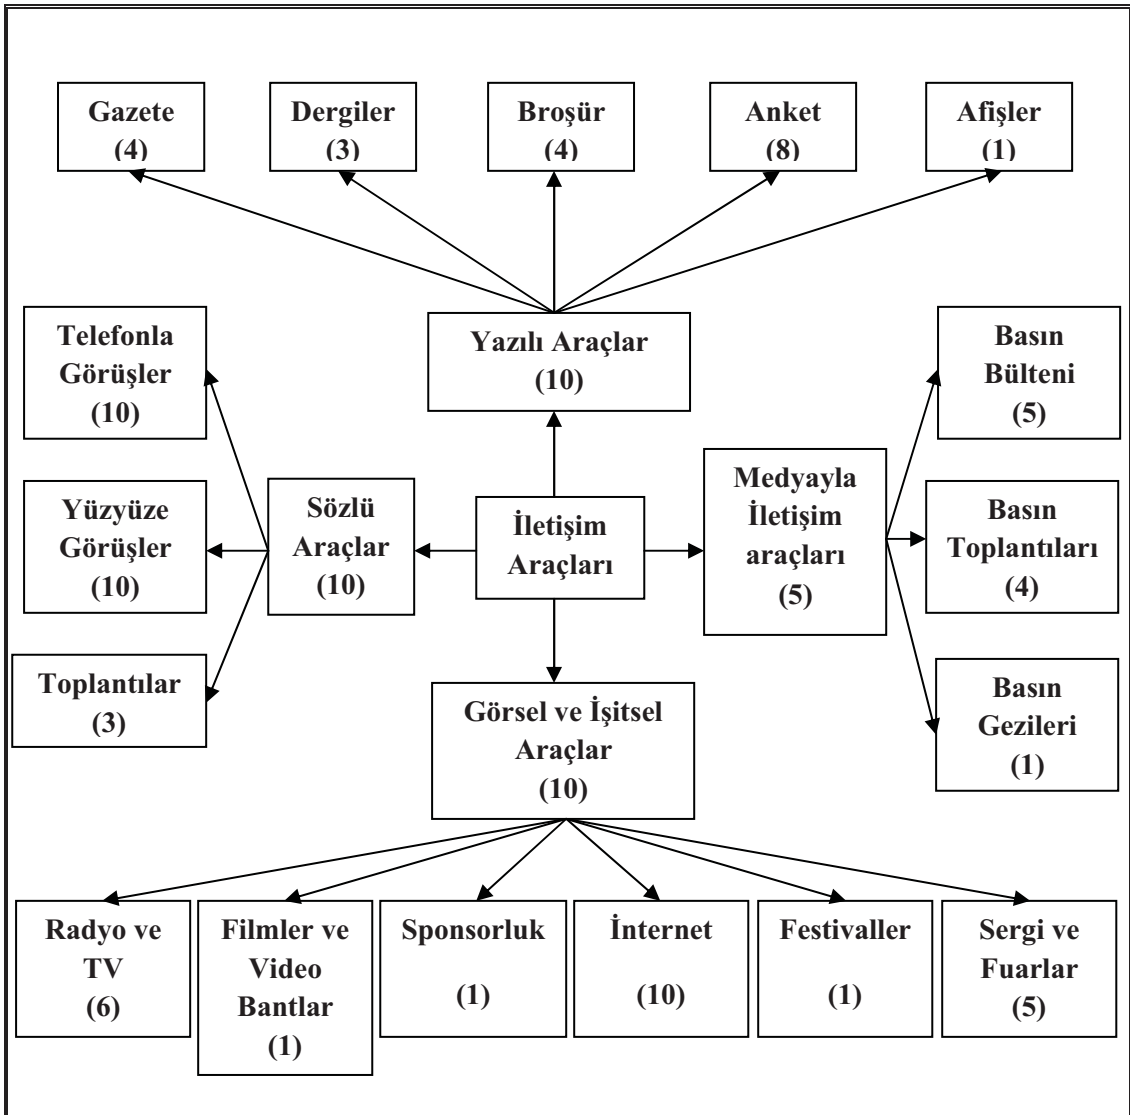 Gazete
(4)
Dergiler
(3)
Broşür
(4)
Anket
(8)
Afişler
(1)
Telefonla
Görüşler
(10)
Yazılı Araçlar
(10)
Basın
Bülteni
(5)
Yüzyüze
Görüşler
(10)
Sözlü
Araçlar
(10)
İletişim
Araçları
Medyayla
İletişim
araçları
(5)
Basın
Toplantıları
(4)
Toplantılar
(3)
Görsel ve İşitsel
Araçlar
(10)
Basın
Gezileri
(1)
Radyo ve
TV
(6)
Filmler ve
Video
Bantlar
(1)
Sponsorluk
(1)
İnternet
(10)
Festivaller
(1)
Sergi ve
Fuarlar
(5)